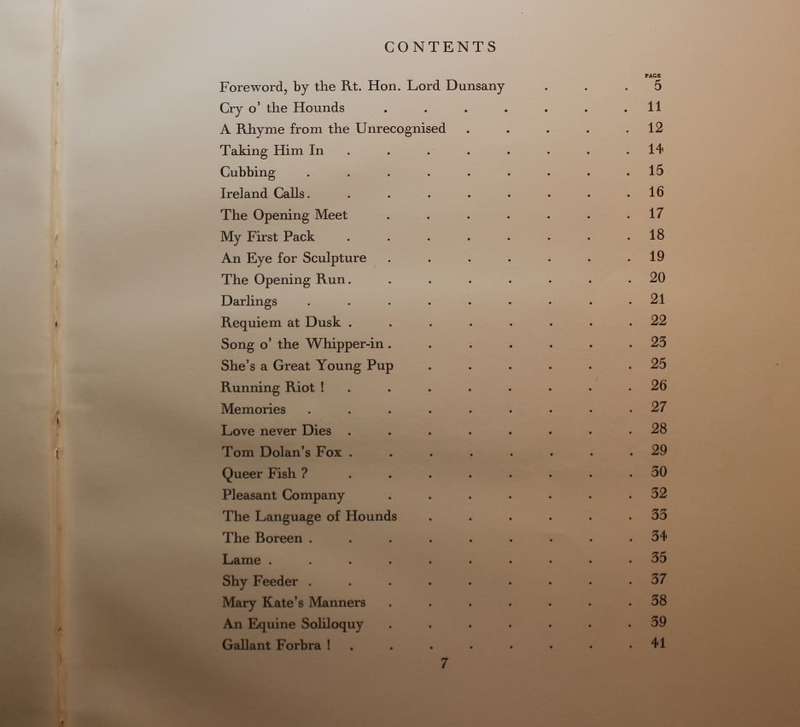 CONTENTS
PAGE
Foreword, by the Rt. Hon. Lord Dunsany . . . 5
Cry o' the Hounds . . . . . . . 11
A Rhyme from the Unrecognised . . . . . 12
Taking Him In . . . . . . . . 14
Cubbing . . . . . . . . . 15
Ireland Calls . . . . . . . . . 16
The Opening Meet . . . . . . . 17
My First Pack . . . . . . . . 18
An Eye for Sculpture . . . . . . . 19
The Opening Run . . . . . . . . 20
Darlings . . . . . . . . . 21
Requiem at Dusk . . . . . . . . 22
Song o' the Whipper-in . . . . . . . 23
She's a Great Young Pup . . . . . . 25
Running Riot ! . . . . . . . . 26
Memories . . . . . . . . . 27
Love never Dies . . . . . . . . 28
Tom Dolan's Fox . . . . . . . . 29
Queer Fish ? . . . . . . . . 30
Pleasant Company . . . . . . . 32
The Language of Hounds . . . . . . 33
The Boreen . . . . . . . . . 34
Lame . . . . . . . . . . 35
Shy Feeder . . . . . . . . . 37
Mary Kate's Manners . . . . . . . 38
An Equine Soliloquy . . . . . . . 39
Gallant Forbra ! . . . . . . . . 41
7